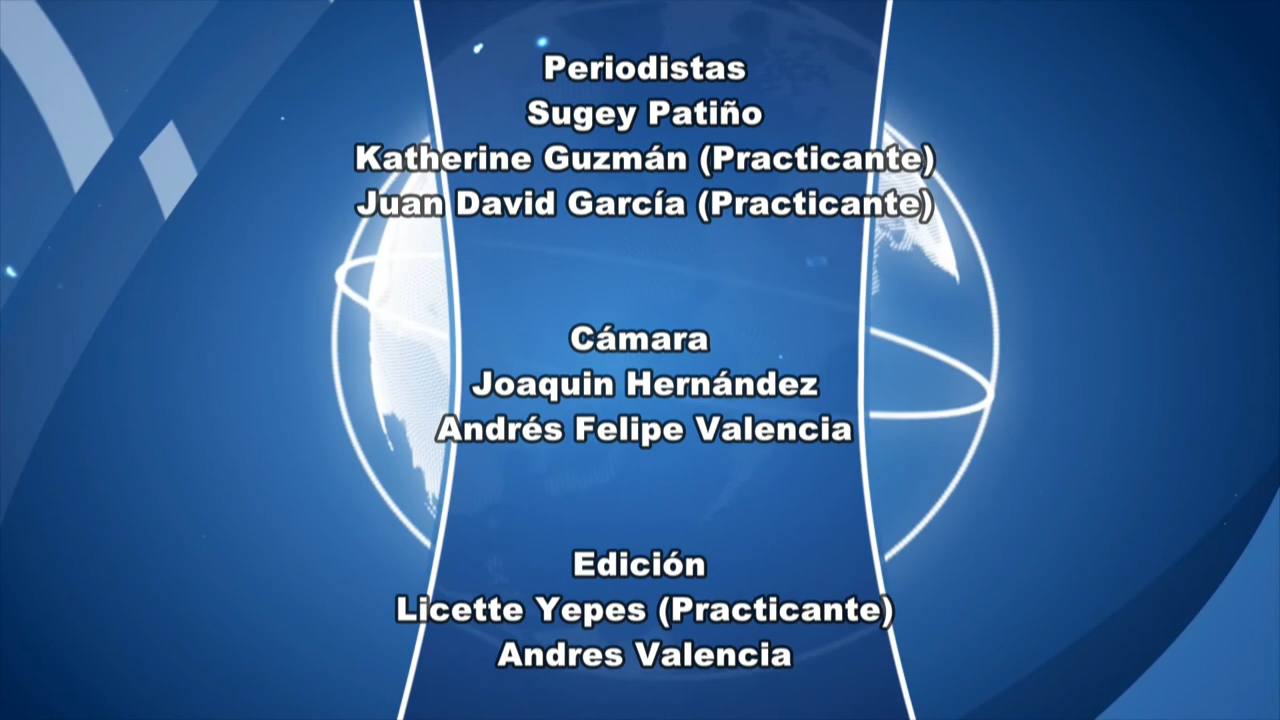 Periodistas
Sugey Patiño
Katherine Guzmán (Practicante)
Juan David García (Practicante)
Cámara
Joaquin Hernández
Andrés Felipe Valencia
Edición
Licette Yepes (Practicante)
Andres Valencia